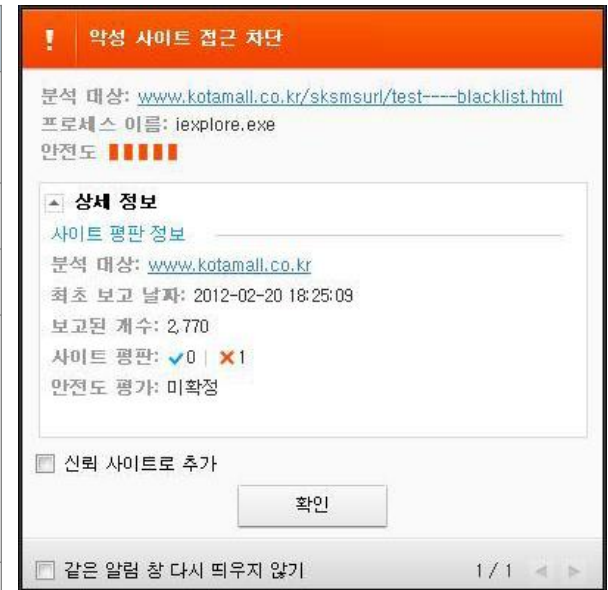 ! 악성 사이트 접근 차단
분석 대상: www.kotamall.co.kr/sksmsurl/test----blacklist.html
프로세스 이름: iexplore.exe
안전도
상세 정보
사이트 평판 정보
분석 대상: www.kotamall.co.kr
최초 보고 날짜: 2012-02-20 18:25:09
보고된 개수: 2,770
사이트 평판: ✓0 | ✕1
안전도 평가: 미확정
신뢰 사이트로 추가
확인
같은 알림 창 다시 띄우지 않기 1 / 1